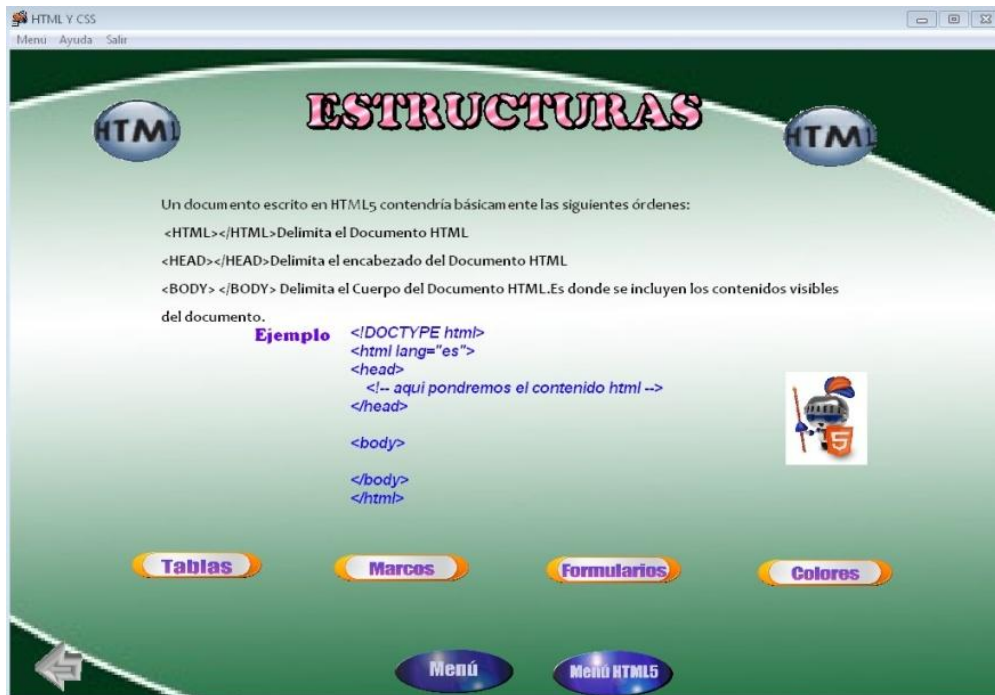 HTML Y CSS
Menú Ayuda Salir
ESTRUCTURAS
HTML
HTML
Un documento escrito en HTML5 contendría básicamente las siguientes órdenes:
<HTML></HTML>Delimita el Documento HTML
<HEAD></HEAD>Delimita el encabezado del Documento HTML
<BODY> </BODY> Delimita el Cuerpo del Documento HTML.Es donde se incluyen los contenidos visibles
del documento.
Ejemplo
<!DOCTYPE html>
<html lang="es">
<head>
<!-- aqui pondremos el contenido html -->
</head>
<body>
</body>
</html>
5
Tablas
Marcos
Formularios
Colores
Menú
Menú HTML5